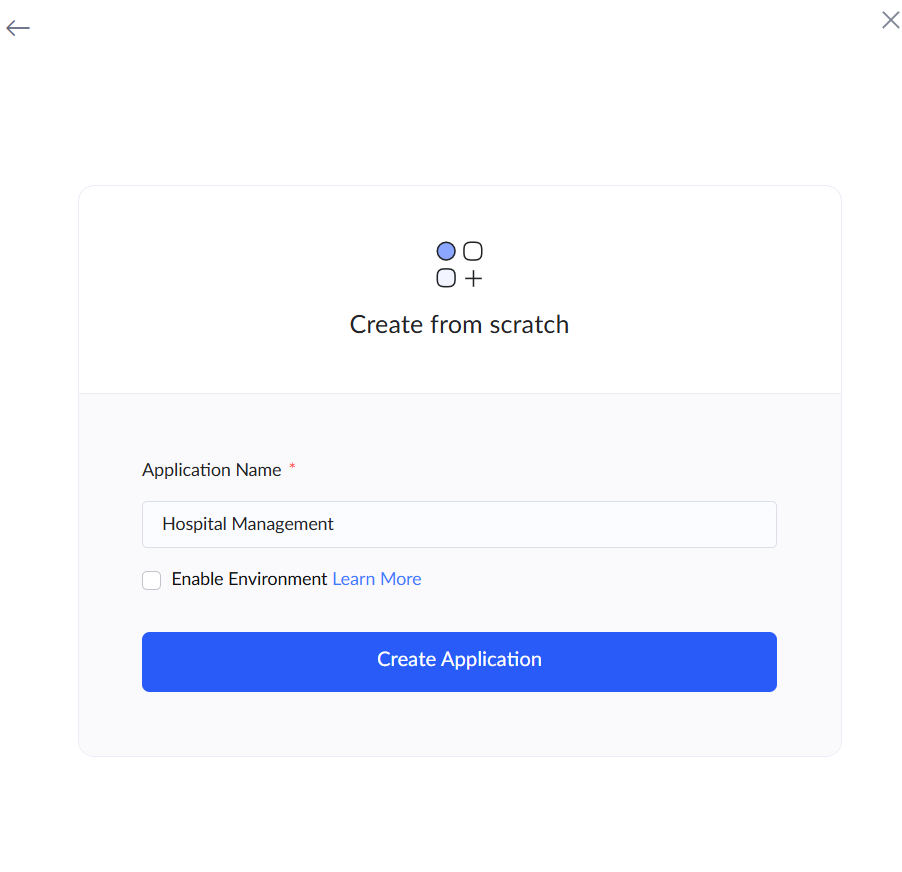 Create from scratch
Application Name *
Hospital Management
Enable Environment Learn More
Create Application